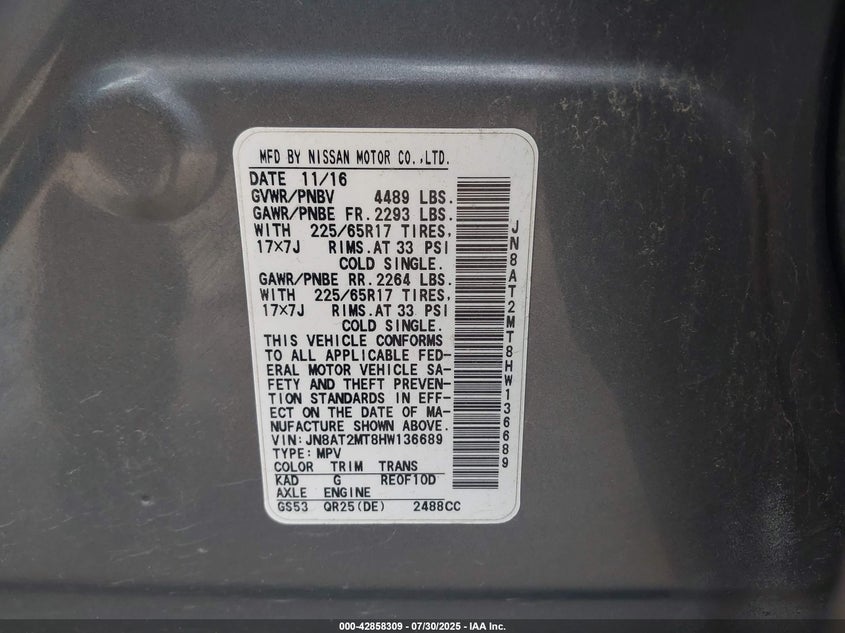 MFD BY NISSAN MOTOR CO.,LTD.
DATE 11/16
GVWR/PNBV 4489 LBS.
GAWR/PNBE FR. 2293 LBS.
WITH 225/65R17 TIRES,
17×7J RIMS.AT 33 PSI
COLD SINGLE.
GAWR/PNBE RR. 2264 LBS.
WITH 225/65R17 TIRES,
17×7J RIMS.AT 33 PSI
COLD SINGLE.
THIS VEHICLE CONFORMS
TO ALL APPLICABLE FED-
ERAL MOTOR VEHICLE SA-
FETY AND THEFT PREVEN-
TION STANDARDS IN EFF-
ECT ON THE DATE OF MA-
NUFACTURE SHOWN ABOVE.
VIN: JN8AT2MT8HW136689
TYPE: MPV
COLOR TRIM TRANS
KAD G RE0F10D
AXLE ENGINE
GS53 QR25(DE) 2488CC
JN8AT2MT8HW136689
000-42858309 — 07/30/2025 — IAA Inc.